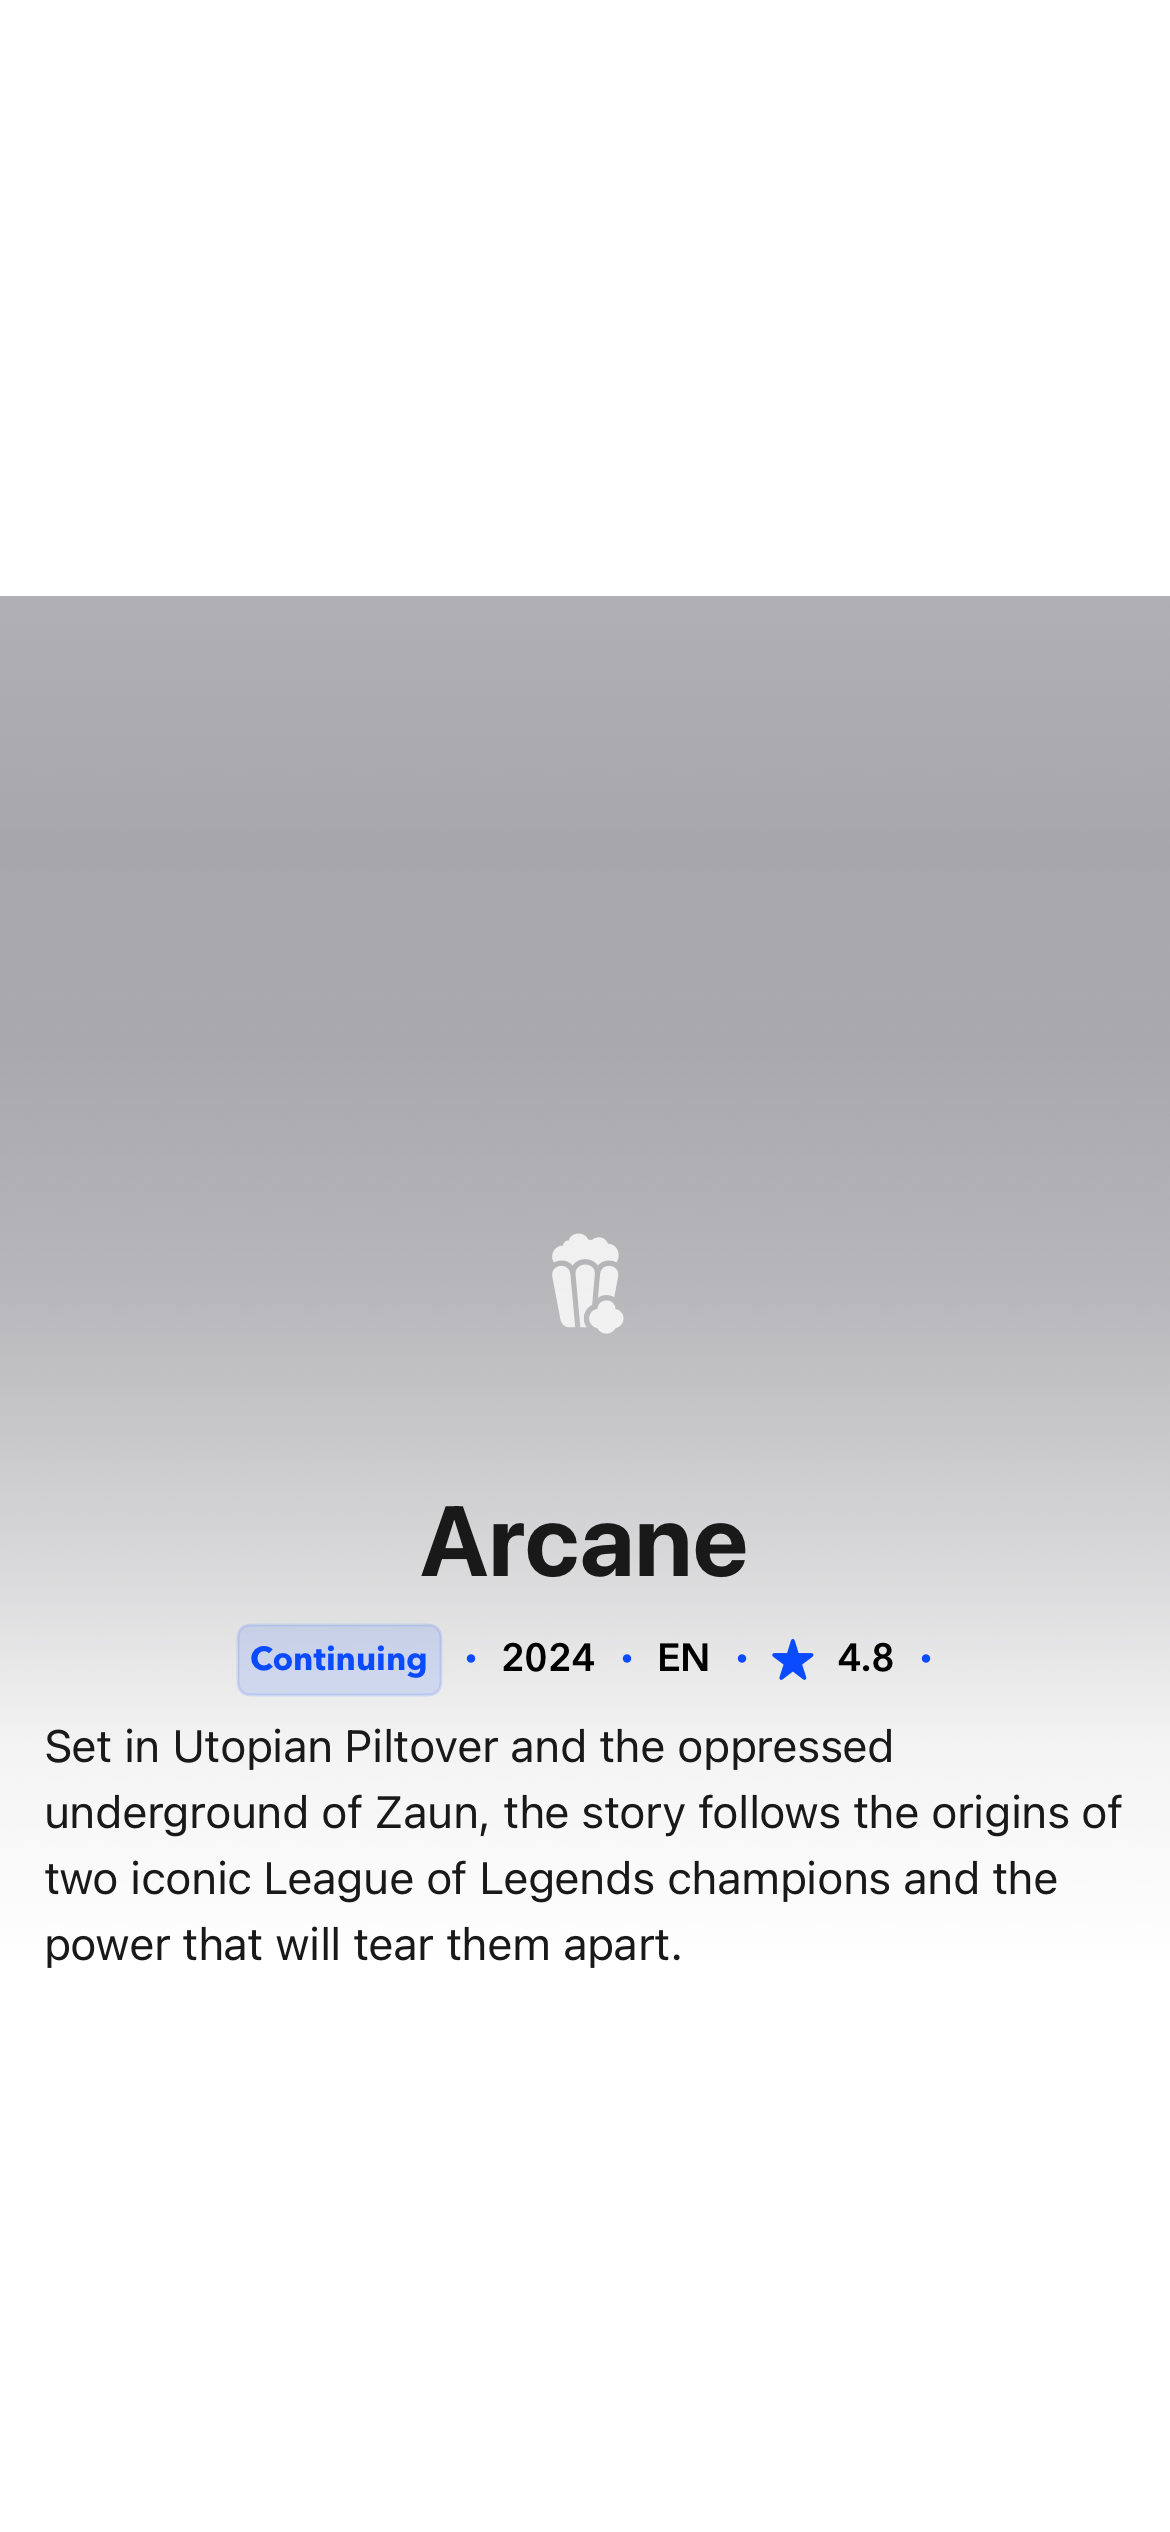 Arcane
Continuing • 2024 • EN • ★ 4.8 •
Set in Utopian Piltover and the oppressed
underground of Zaun, the story follows the origins of
two iconic League of Legends champions and the
power that will tear them apart.